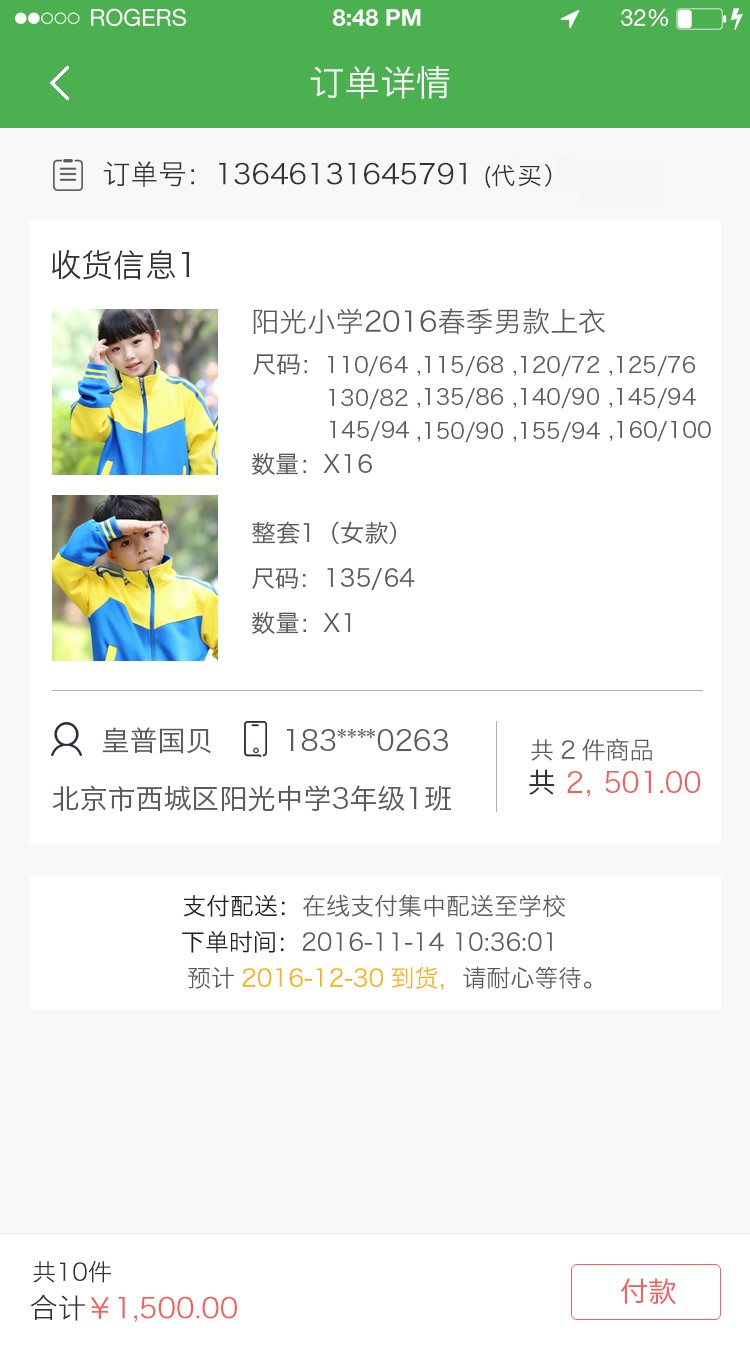 ROGERS 8:48 PM 32%
订单详情
订单号：13646131645791 (代买）
收货信息1
阳光小学2016春季男款上衣
尺码：110/64 ,115/68 ,120/72 ,125/76
130/82 ,135/86 ,140/90 ,145/94
145/94 ,150/90 ,155/94 ,160/100
数量：X16
整套1（女款）
尺码：135/64
数量：X1
皇普国贝 183****0263
北京市西城区阳光中学3年级1班
共 2 件商品
共 2, 501.00
支付配送：在线支付集中配送至学校
下单时间：2016-11-14 10:36:01
预计 2016-12-30 到货，请耐心等待。
共10件
合计¥1,500.00
付款